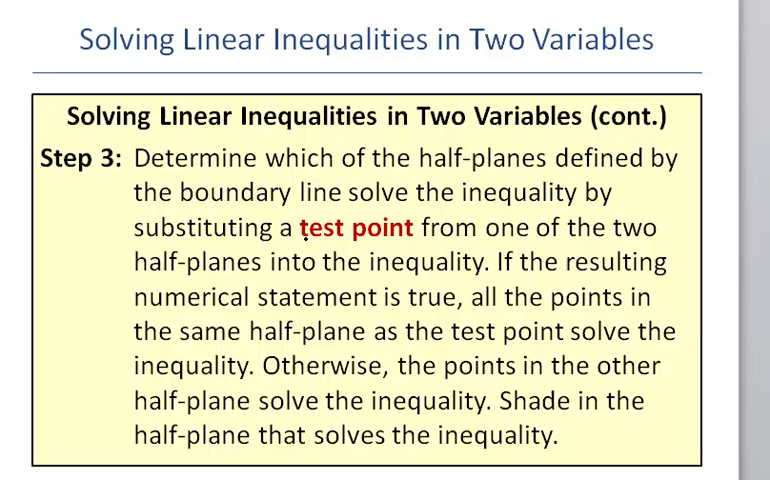 Solving Linear Inequalities in Two Variables
Solving Linear Inequalities in Two Variables (cont.)
Step 3: Determine which of the half-planes defined by
the boundary line solve the inequality by
substituting a test point from one of the two
half-planes into the inequality. If the resulting
numerical statement is true, all the points in
the same half-plane as the test point solve the
inequality. Otherwise, the points in the other
half-plane solve the inequality. Shade in the
half-plane that solves the inequality.